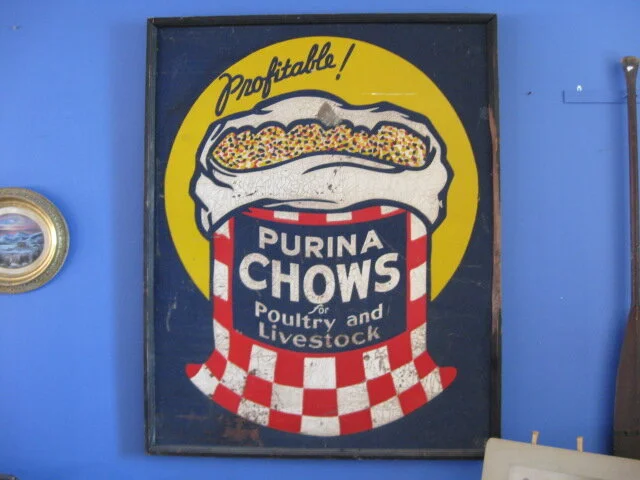 Profitable!
PURINA
CHOWS
for
Poultry and
Livestock